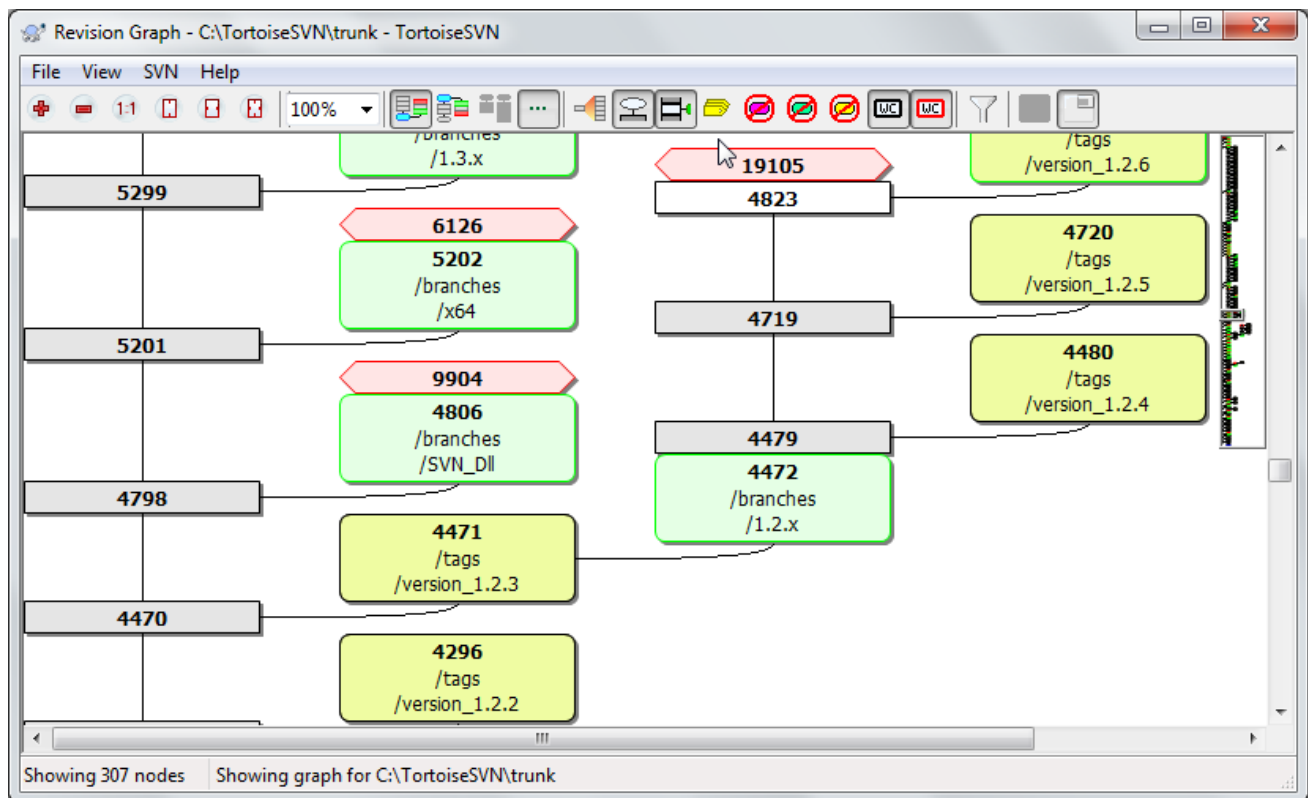 Revision Graph - C:\TortoiseSVN\trunk - TortoiseSVN
File View SVN Help
1:1 100% ... WC WC
/branches
/1.3.x
5299
6126
5202
/branches
/x64
5201
9904
4806
/branches
/SVN_Dll
4798
4471
/tags
/version_1.2.3
4470
4296
/tags
/version_1.2.2
19105
4823
4719
4479
4472
/branches
/1.2.x
/tags
/version_1.2.6
4720
/tags
/version_1.2.5
4480
/tags
/version_1.2.4
Showing 307 nodes Showing graph for C:\TortoiseSVN\trunk